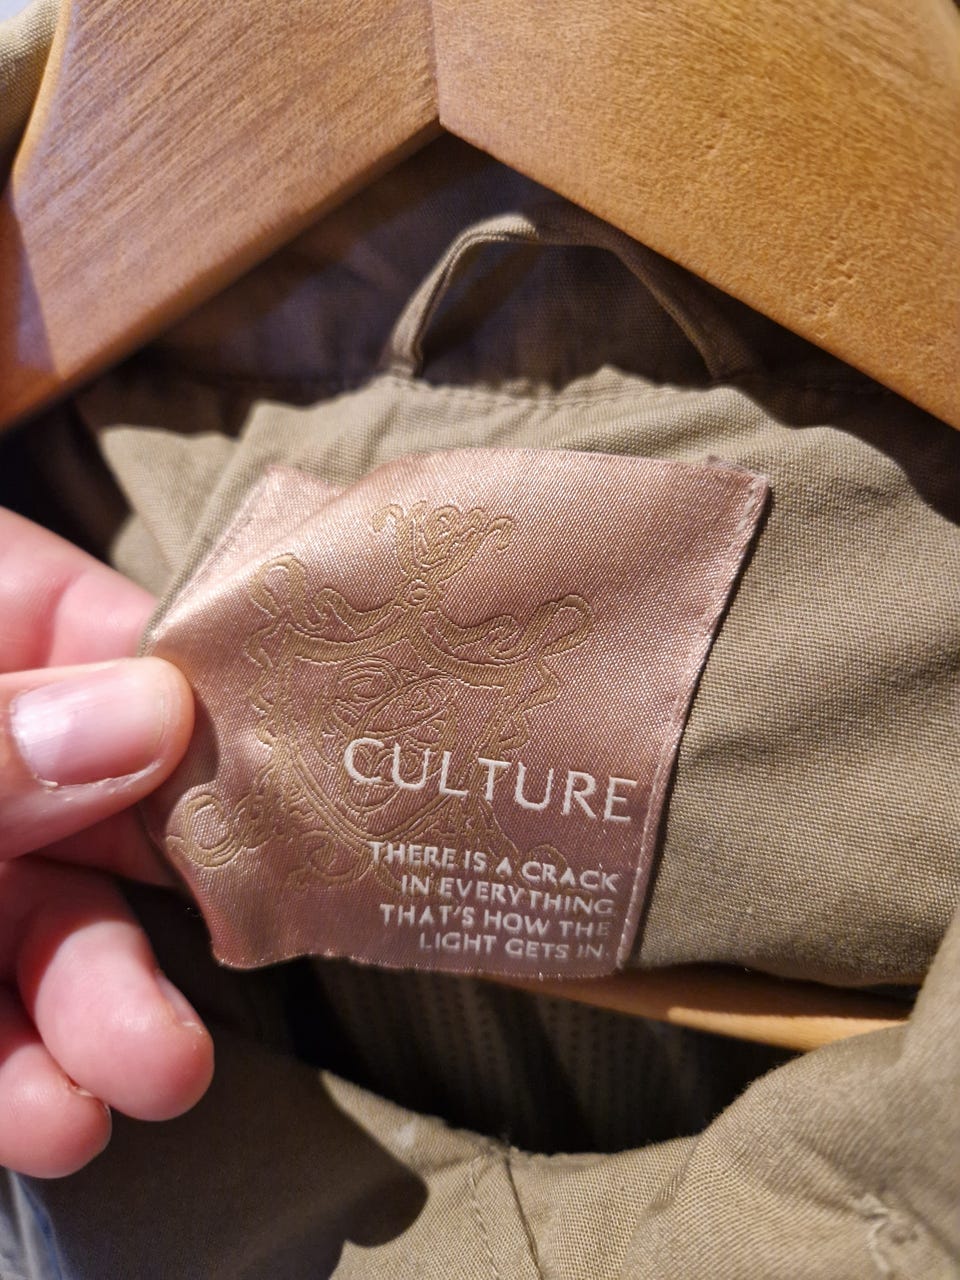 CULTURE
THERE IS A CRACK
IN EVERYTHING
THAT'S HOW THE
LIGHT GETS IN.